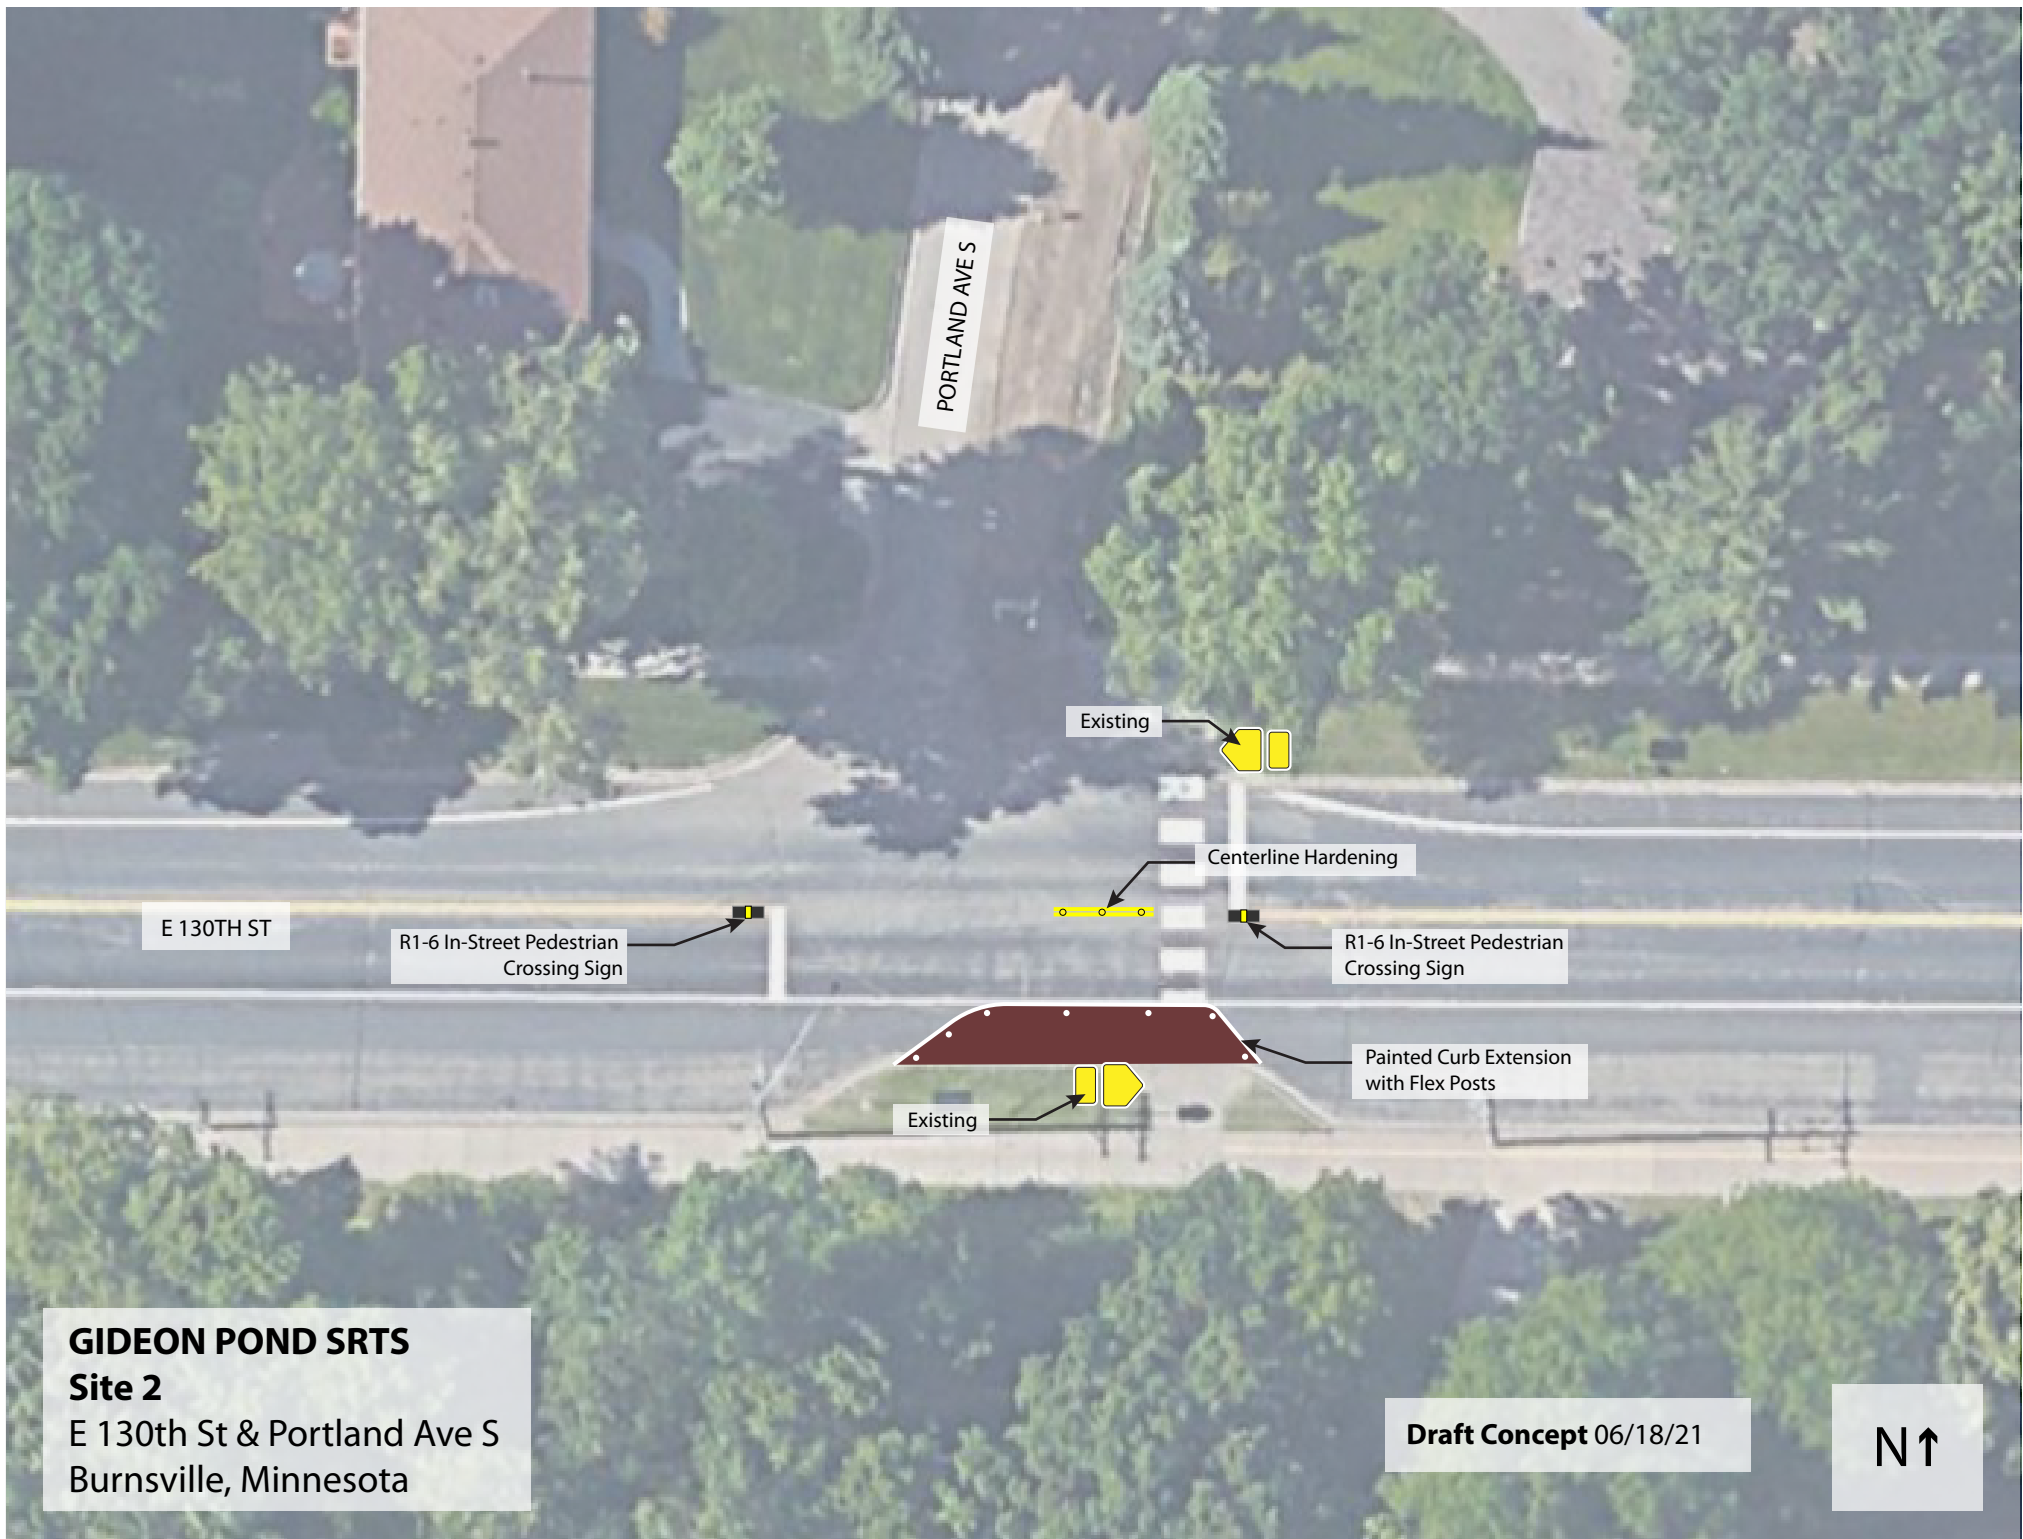 PORTLAND AVE S
Existing
Centerline Hardening
E 130TH ST
R1-6 In-Street Pedestrian
Crossing Sign
R1-6 In-Street Pedestrian
Crossing Sign
Painted Curb Extension
with Flex Posts
Existing
GIDEON POND SRTS
Site 2
E 130th St & Portland Ave S
Burnsville, Minnesota
Draft Concept 06/18/21
N↑